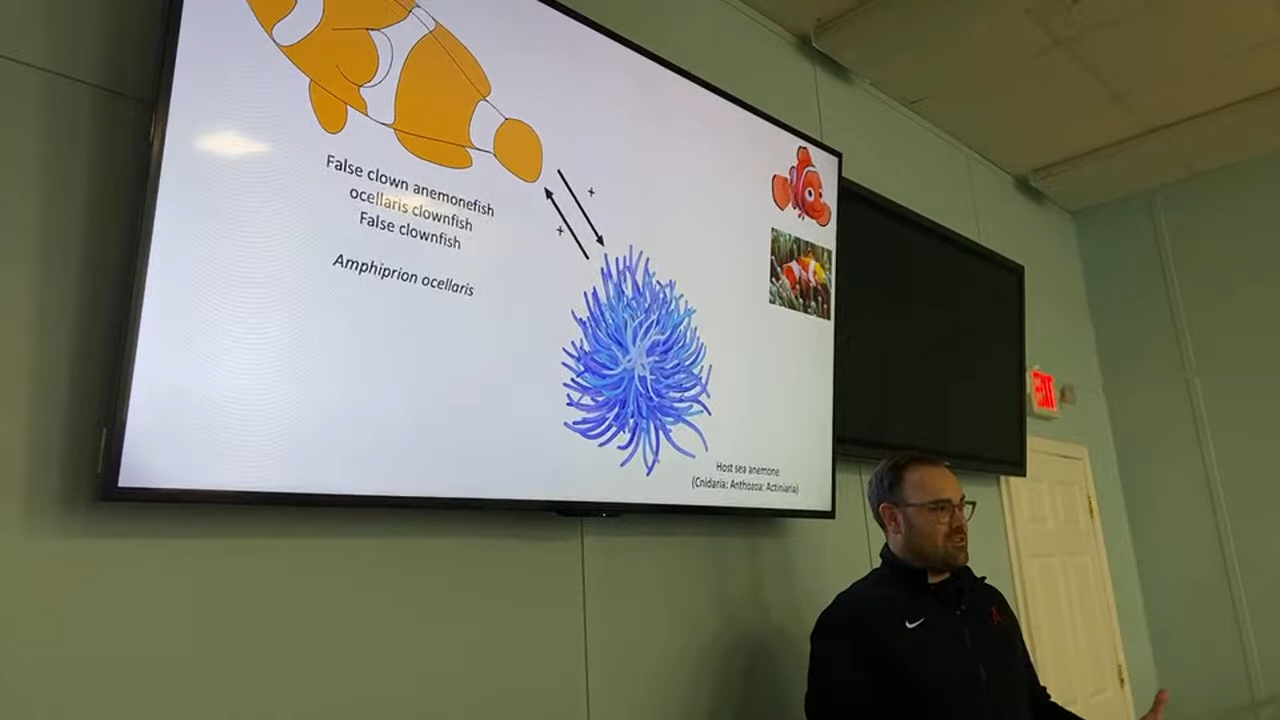 False clown anemonefish
ocellaris clownfish
False clownfish
Amphiprion ocellaris
+
+
Host sea anemone
(Cnidaria: Anthozoa: Actiniaria)
EXIT
A